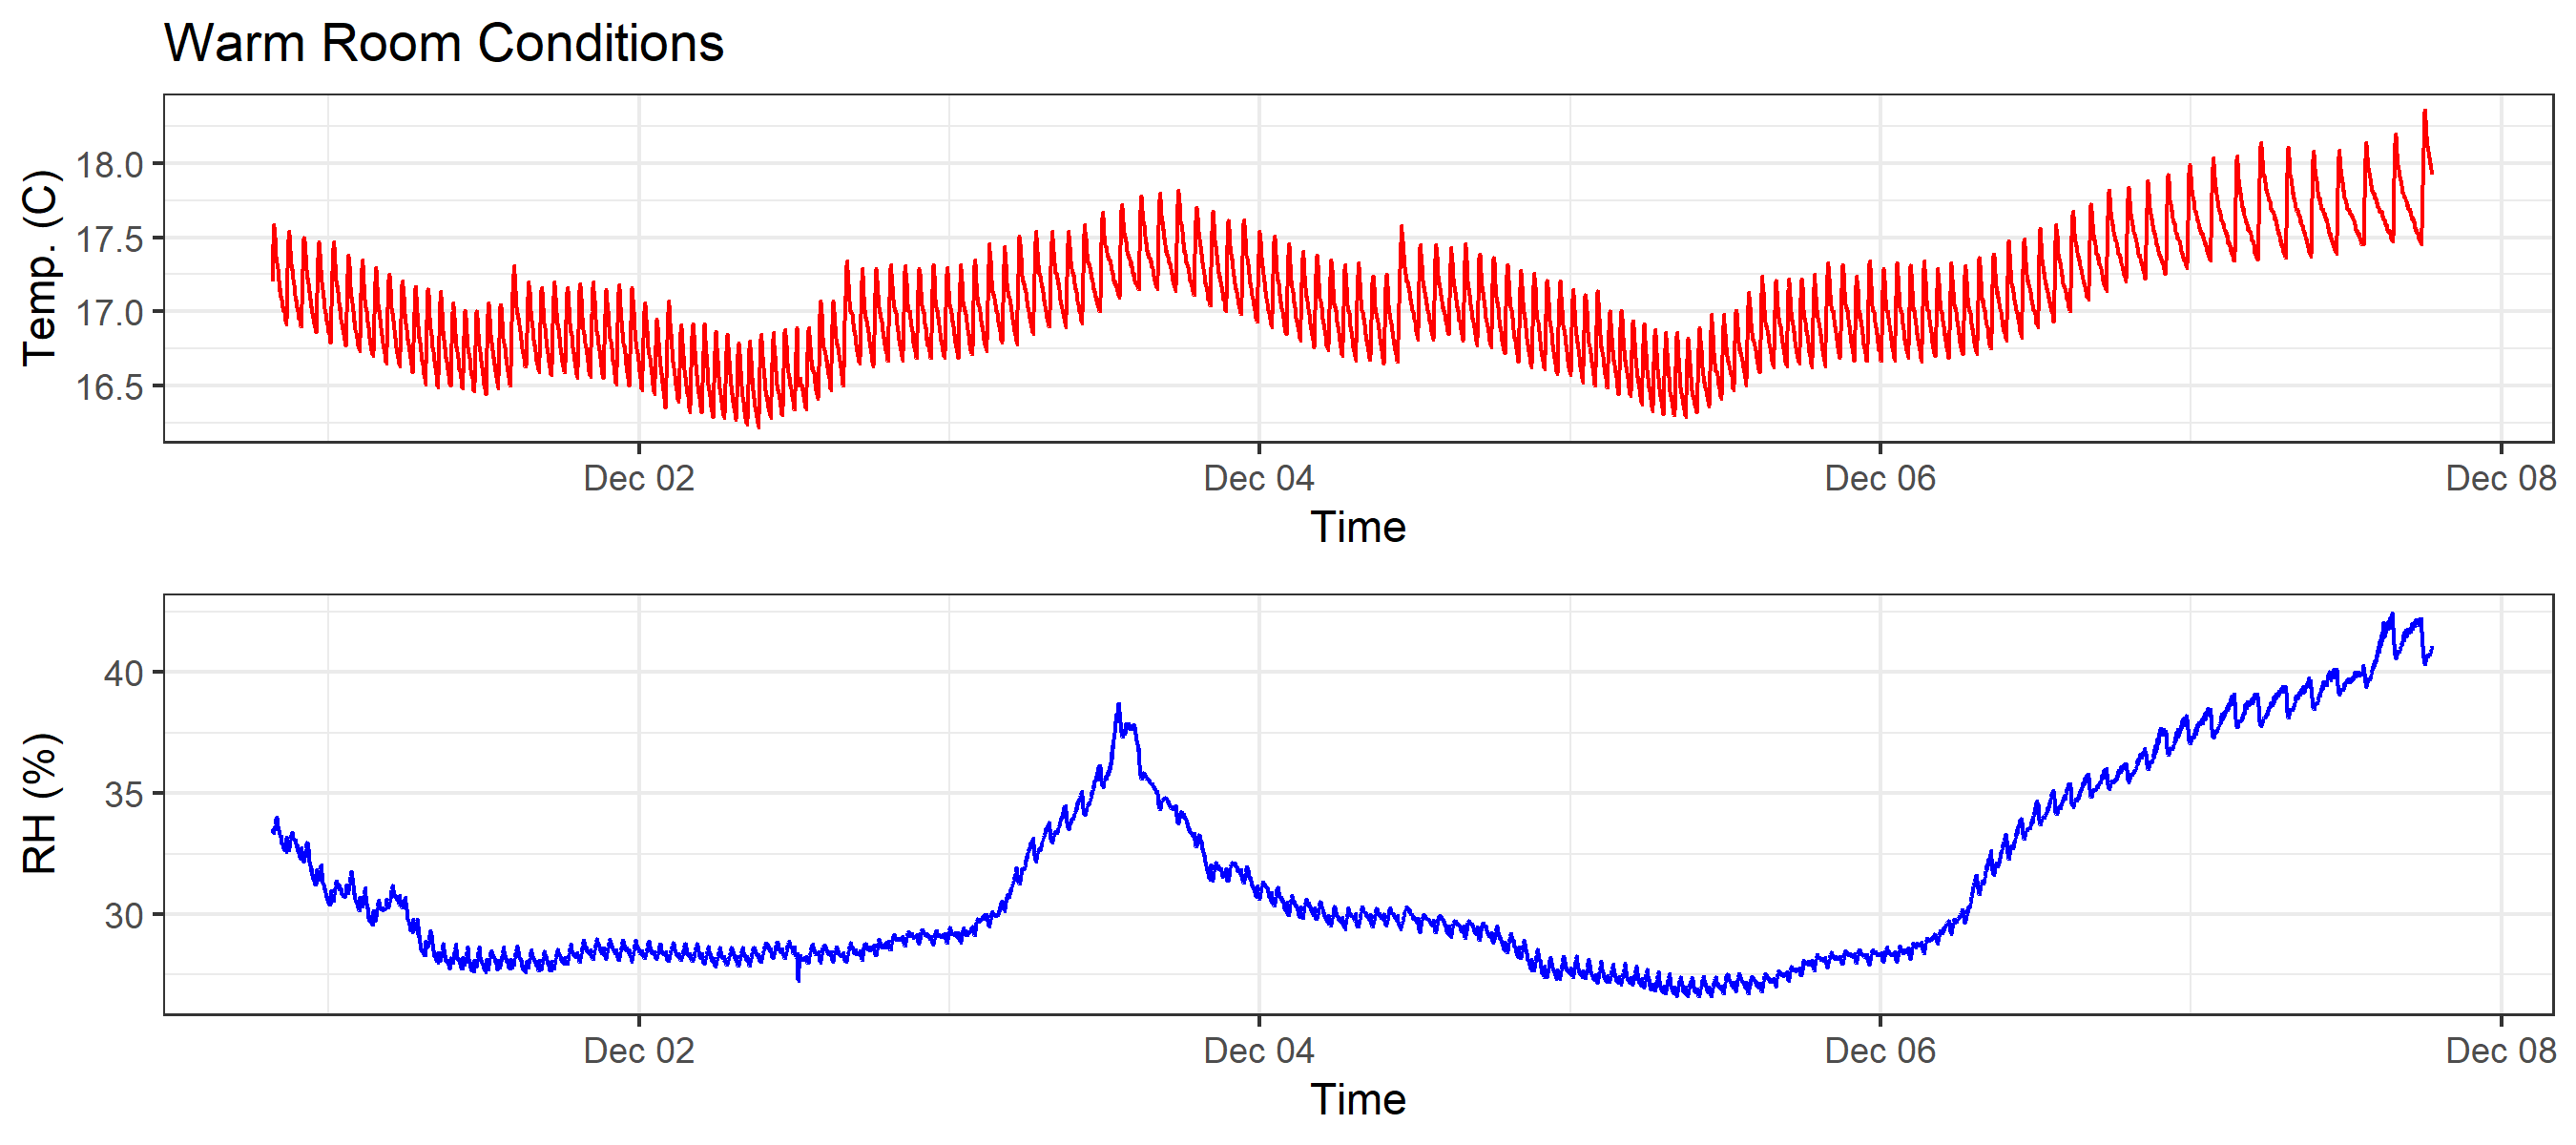 Warm Room Conditions
Temp. (C)
18.0
17.5
17.0
16.5
Dec 02 Dec 04 Dec 06 Dec 08
Time
RH (%)
40
35
30
Dec 02 Dec 04 Dec 06 Dec 08
Time